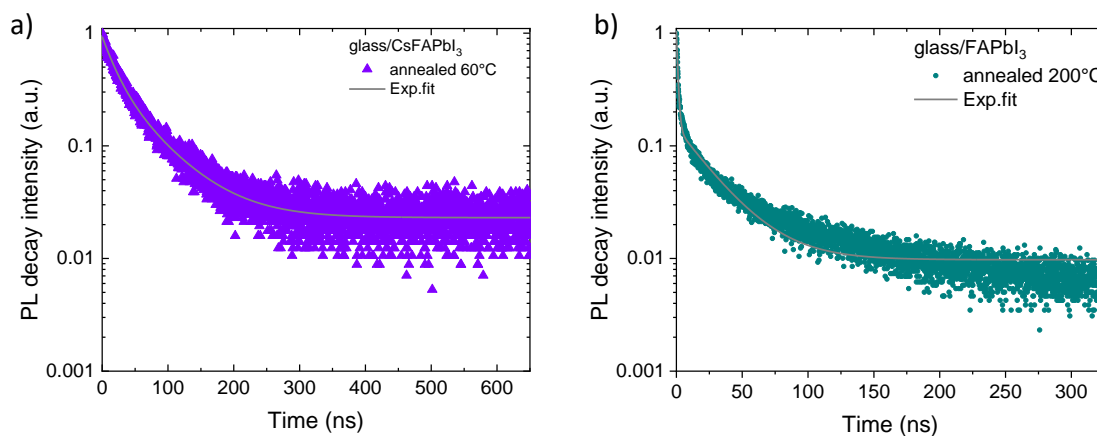 a)
glass/CsFAPbI₃
annealed 60°C
Exp.fit
1
0.1
0.01
0.001
PL decay intensity (a.u.)
0 100 200 300 400 500 600
Time (ns)
b)
glass/FAPbI₃
annealed 200°C
Exp.fit
1
0.1
0.01
0.001
PL decay intensity (a.u.)
0 50 100 150 200 250 300
Time (ns)